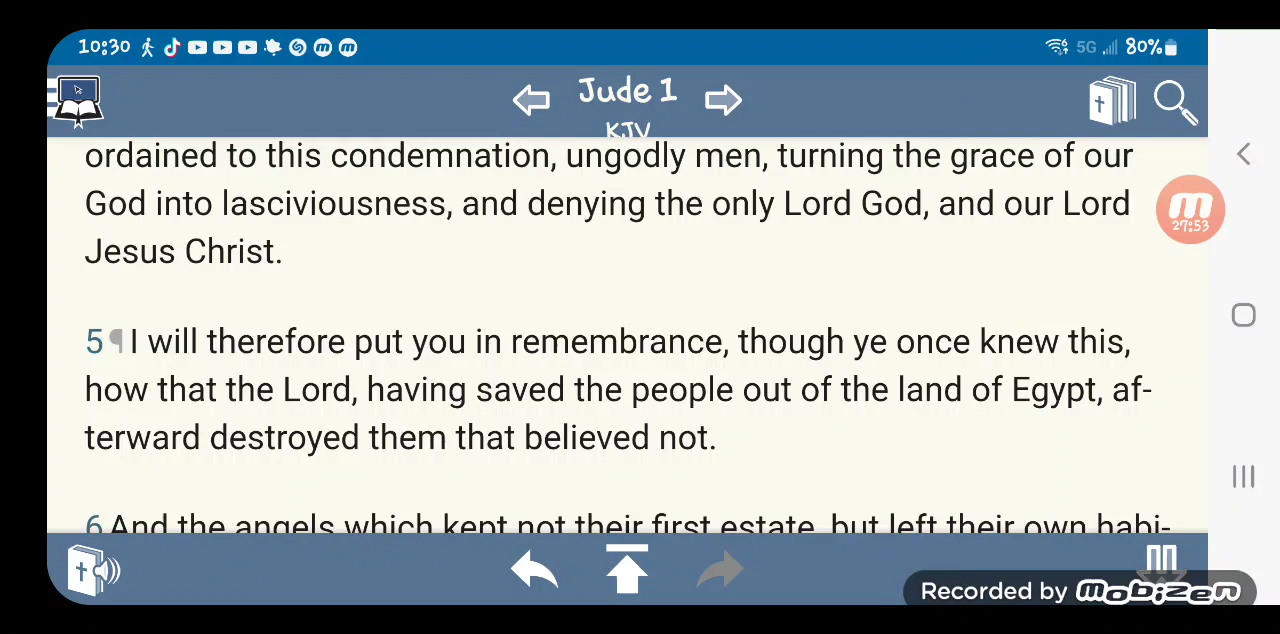 10:30 5G 80%
Jude 1
KJV
ordained to this condemnation, ungodly men, turning the grace of our
God into lasciviousness, and denying the only Lord God, and our Lord
Jesus Christ.
m
27:53
5 ¶ I will therefore put you in remembrance, though ye once knew this,
how that the Lord, having saved the people out of the land of Egypt, af-
terward destroyed them that believed not.
6 And the angels which kept not their first estate, but left their own habi-
Recorded by mobizen